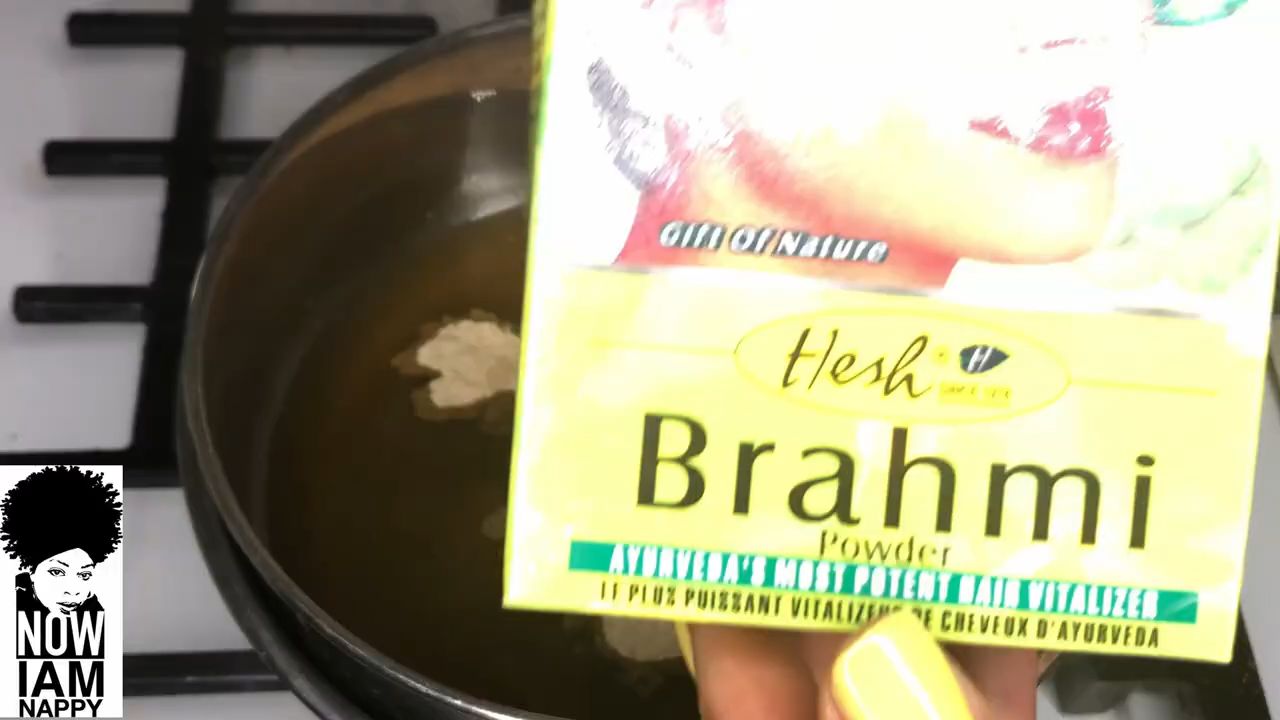 Gift Of Nature
Hesh
H
Brahmi
Powder
AYURVEDA'S MOST POTENT HAIR VITALIZER
LE PLUS PUISSANT VITALIZEUR DE CHEVEUX D'AYURVEDA
NOW
IAM
NAPPY